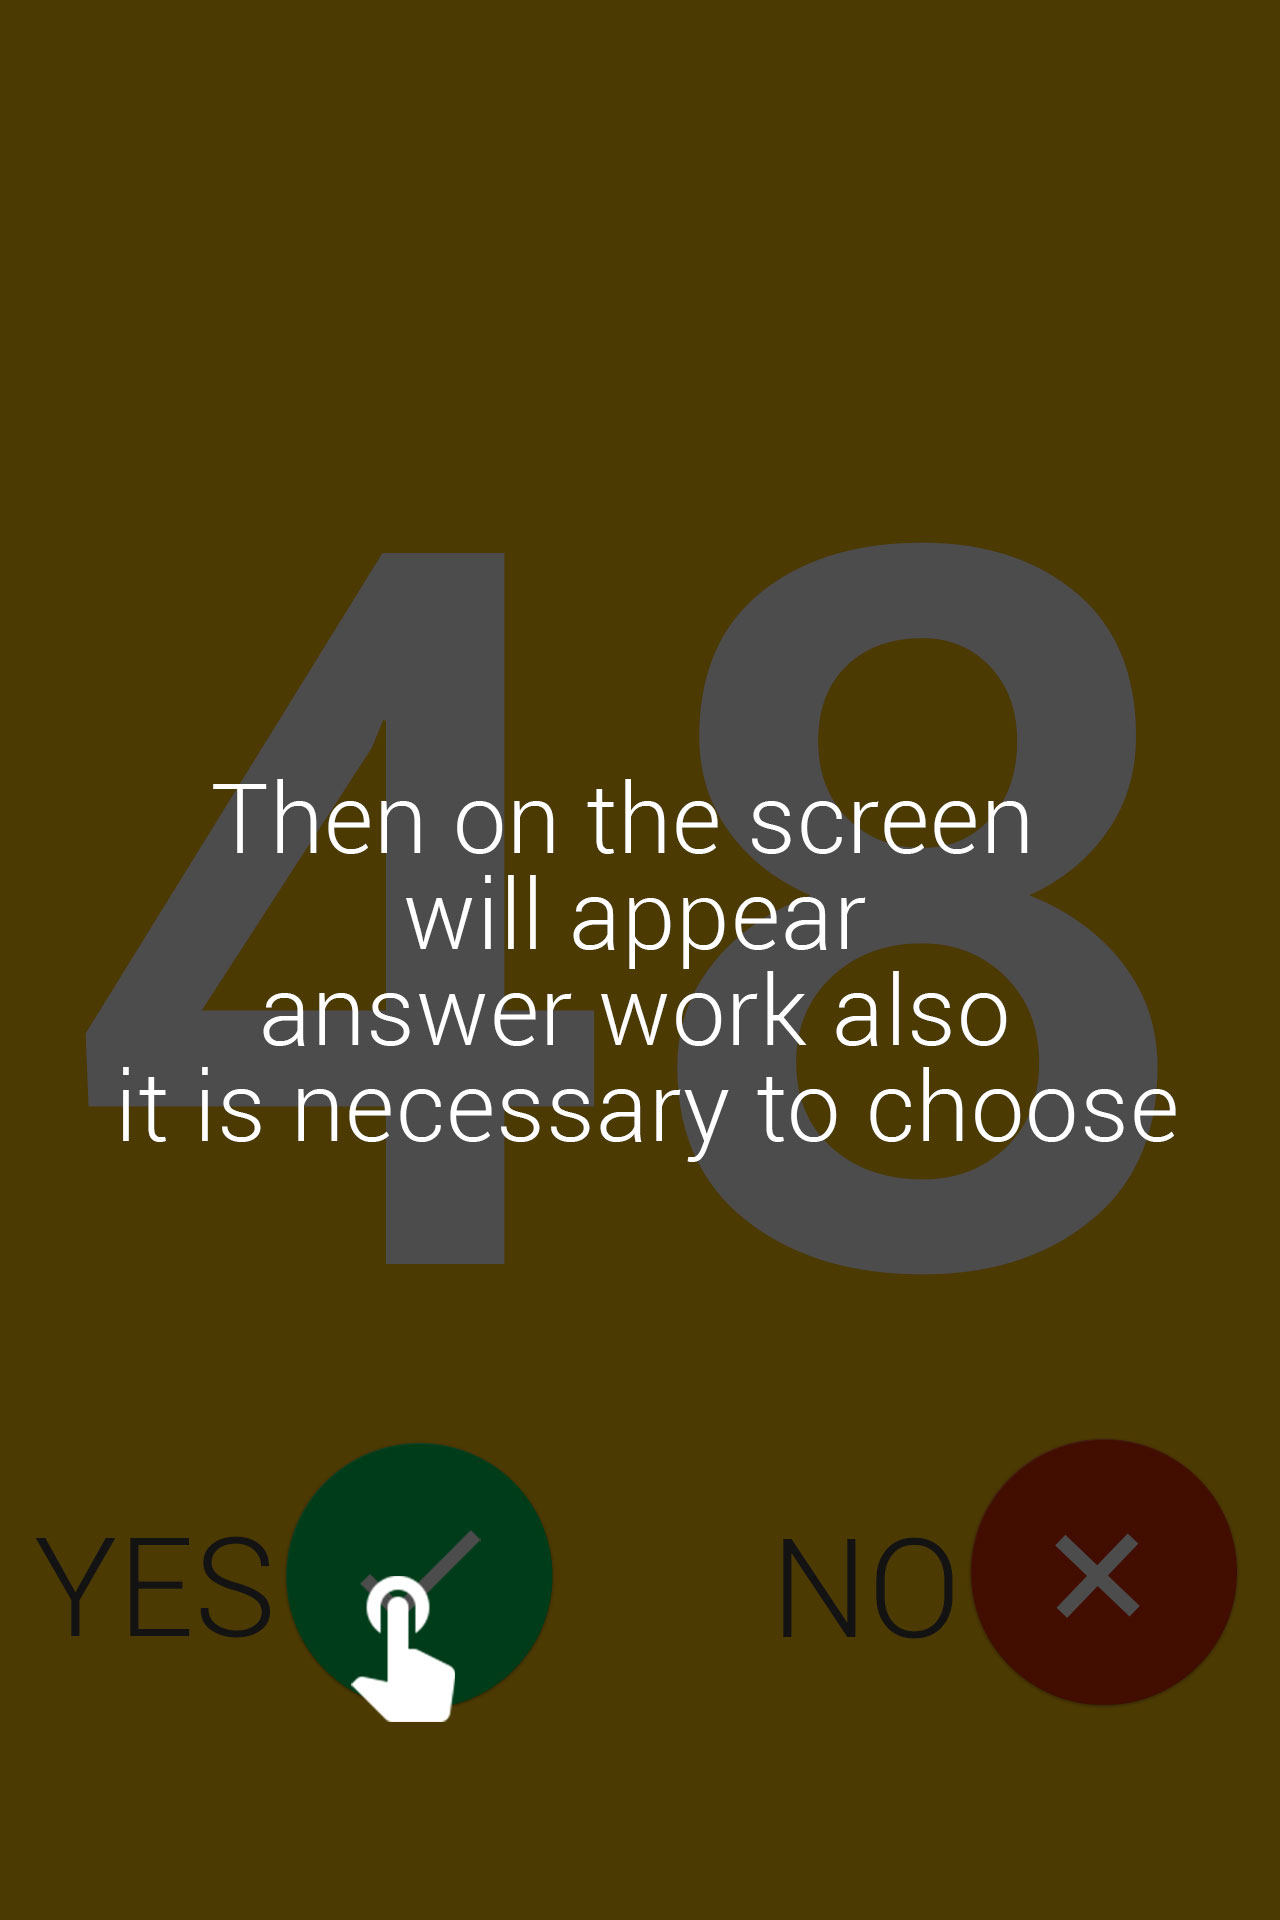 48
Then on the screen
will appear
answer work also
it is necessary to choose
YES NO